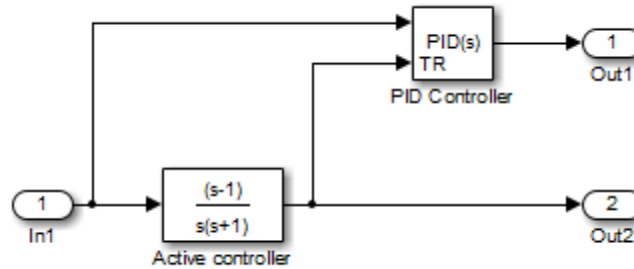 PID(s)
TR
PID Controller
1
Out1
1
In1
(s-1)
s(s+1)
Active controller
2
Out2